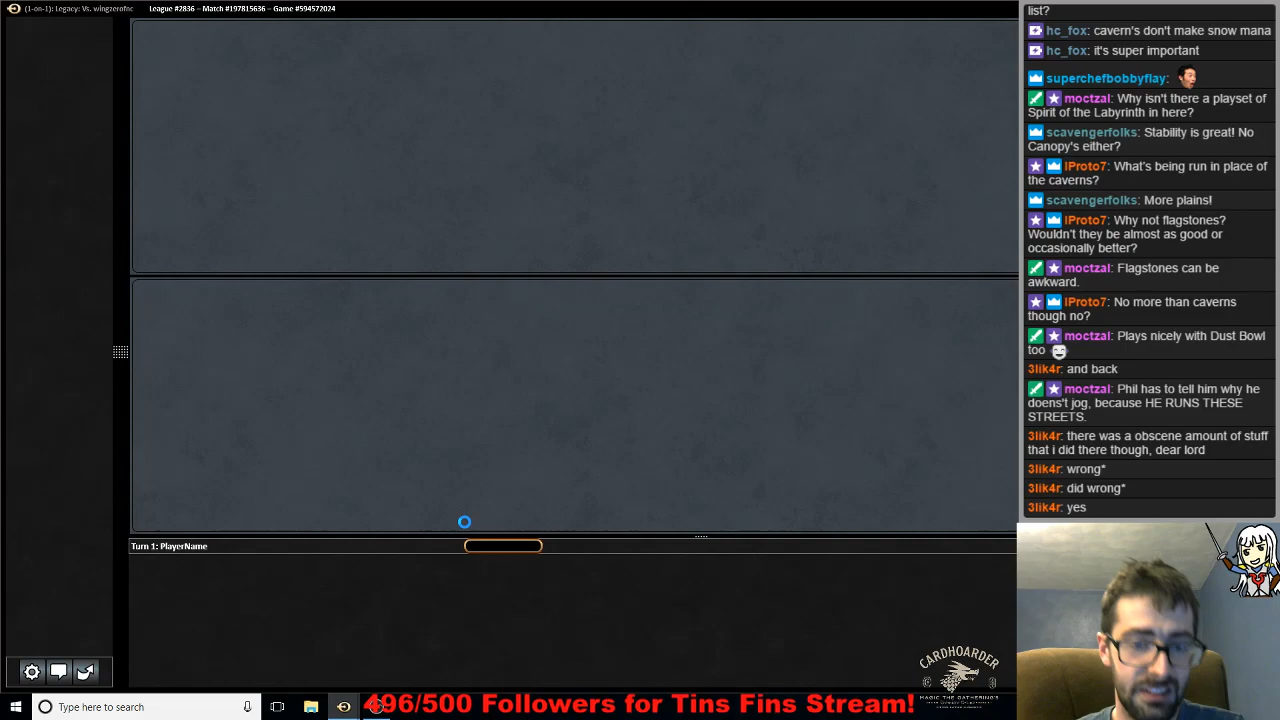 (1-on-1): Legacy: Vs. wingzerofnc
League #2836 – Match #197815636 – Game #594572024
list?
hc_fox: cavern's don't make snow mana
hc_fox: it's super important
superchefbobbyflay:
moctzal: Why isn't there a playset of
Spirit of the Labyrinth in here?
scavengerfolks: Stability is great! No
Canopy's either?
IProto7: What's being run in place of
the caverns?
scavengerfolks: More plains!
IProto7: Why not flagstones?
Wouldn't they be almost as good or
occasionally better?
moctzal: Flagstones can be
awkward.
IProto7: No more than caverns
though no?
moctzal: Plays nicely with Dust Bowl
too
3lik4r: and back
moctzal: Phil has to tell him why he
doens't jog, because HE RUNS THESE
STREETS.
3lik4r: there was a obscene amount of stuff
that i did there though, dear lord
3lik4r: wrong*
3lik4r: did wrong*
3lik4r: yes
Turn 1: PlayerName
CARDHOARDER
Type here to search
496/500 Followers for Tins Fins Stream!